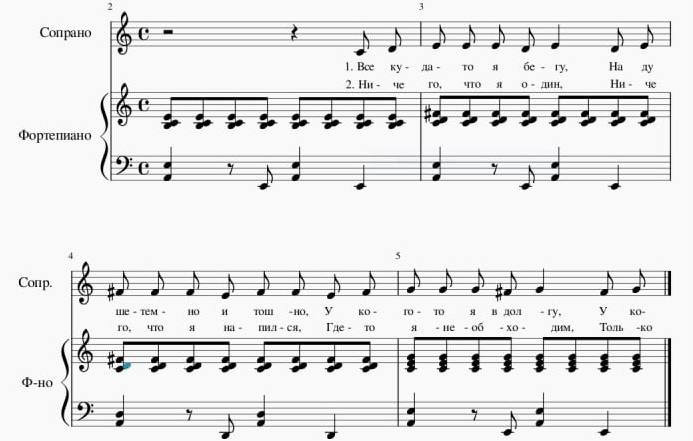 2
3
Сопрано
1. Все ку - да - то я бе - гу, На ду
2. Ни - че го, что я о - дин, Ни - че
Фортепиано
4
5
Сопр.
ше - тем - но и тош - но, У ко - го - то я в дол - гу, У ко-
го, что я на - пил - ся, Где - то я - не - об - хо - дим, Толь - ко
Ф-но